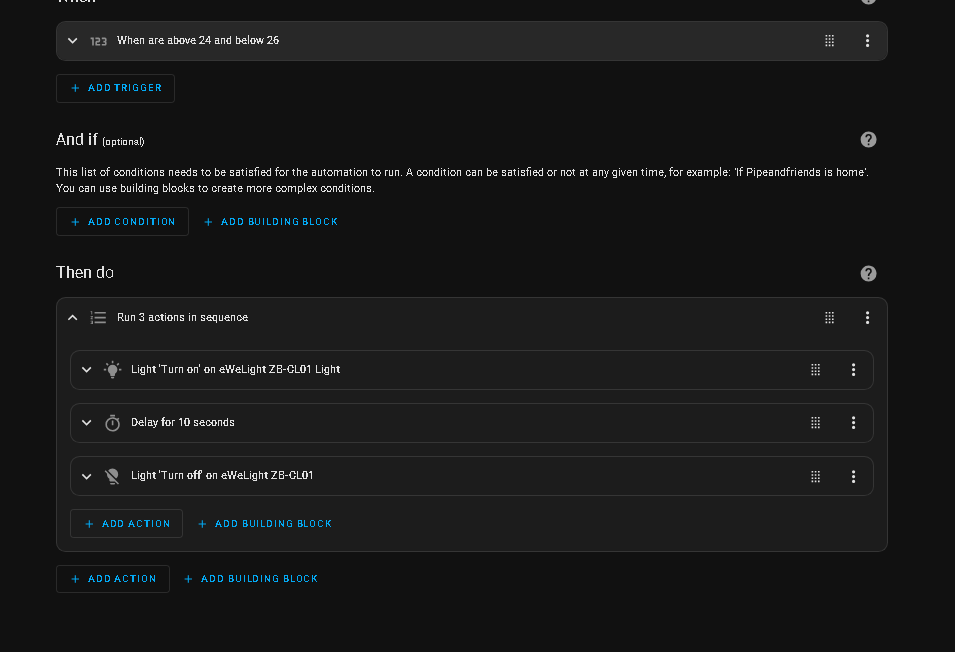 When
123 When are above 24 and below 26
+ ADD TRIGGER
And if (optional)
This list of conditions needs to be satisfied for the automation to run. A condition can be satisfied or not at any given time, for example: 'If Pipeandfriends is home'.
You can use building blocks to create more complex conditions.
+ ADD CONDITION + ADD BUILDING BLOCK
Then do
Run 3 actions in sequence
Light 'Turn on' on eWeLight ZB-CL01 Light
Delay for 10 seconds
Light 'Turn off' on eWeLight ZB-CL01
+ ADD ACTION + ADD BUILDING BLOCK
+ ADD ACTION + ADD BUILDING BLOCK